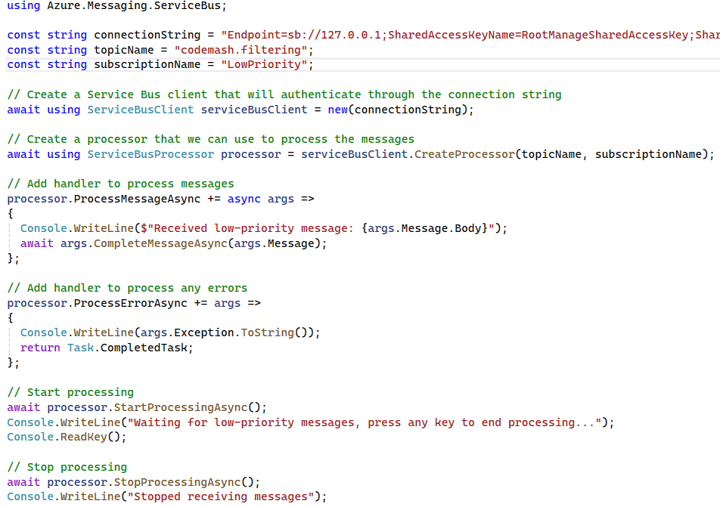 using Azure.Messaging.ServiceBus;
const string connectionString = "Endpoint=sb://127.0.0.1;SharedAccessKeyName=RootManageSharedAccessKey;Shar
const string topicName = "codemash.filtering";
const string subscriptionName = "LowPriority";
// Create a Service Bus client that will authenticate through the connection string
await using ServiceBusClient serviceBusClient = new(connectionString);
// Create a processor that we can use to process the messages
await using ServiceBusProcessor processor = serviceBusClient.CreateProcessor(topicName, subscriptionName);
// Add handler to process messages
processor.ProcessMessageAsync += async args =>
{
  Console.WriteLine($"Received low-priority message: {args.Message.Body}");
  await args.CompleteMessageAsync(args.Message);
};
// Add handler to process any errors
processor.ProcessErrorAsync += args =>
{
  Console.WriteLine(args.Exception.ToString());
  return Task.CompletedTask;
};
// Start processing
await processor.StartProcessingAsync();
Console.WriteLine("Waiting for low-priority messages, press any key to end processing...");
Console.ReadKey();
// Stop processing
await processor.StopProcessingAsync();
Console.WriteLine("Stopped receiving messages");